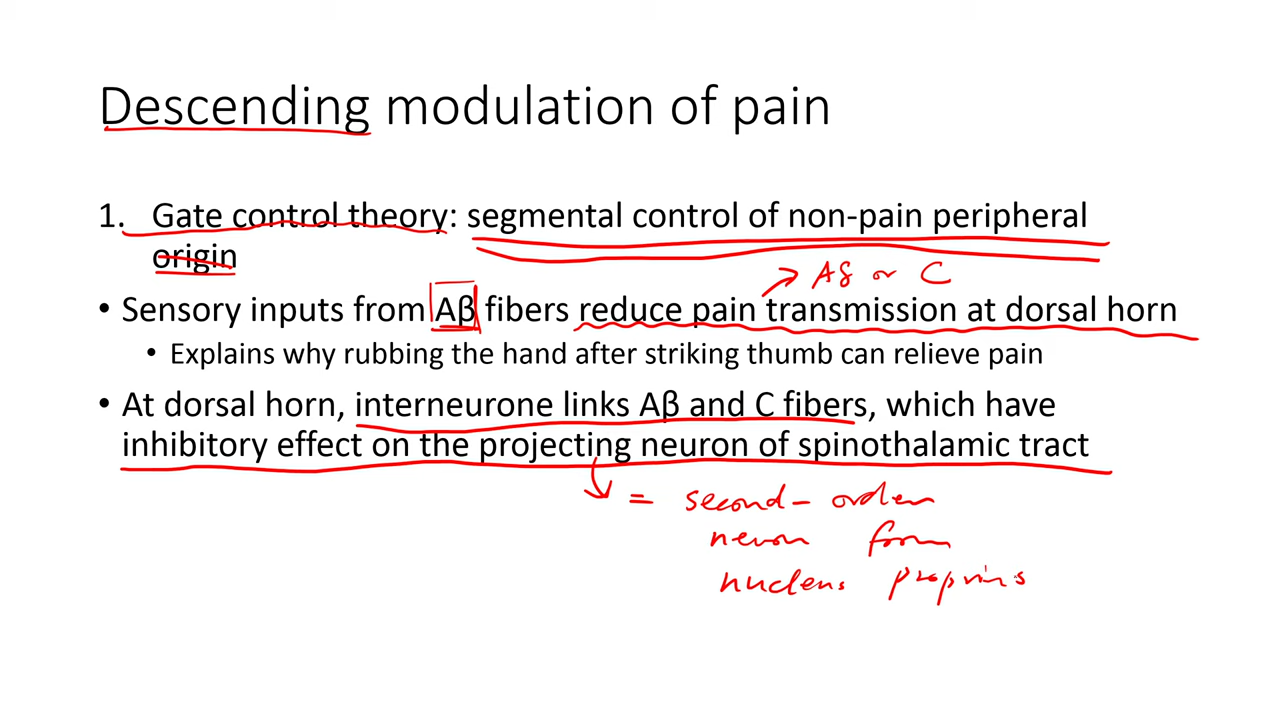 Descending modulation of pain
1. Gate control theory: segmental control of non-pain peripheral
origin
Aδ or C
• Sensory inputs from Aβ fibers reduce pain transmission at dorsal horn
• Explains why rubbing the hand after striking thumb can relieve pain
• At dorsal horn, interneurone links Aβ and C fibers, which have
inhibitory effect on the projecting neuron of spinothalamic tract
= second-order
neuron from
nucleus proprius